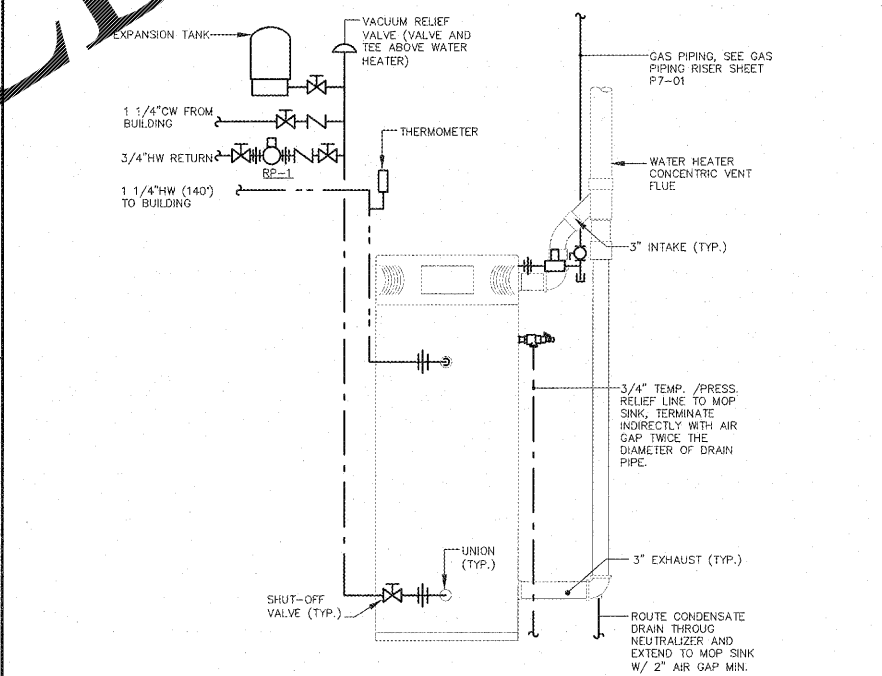 EXPANSION TANK
VACUUM RELIEF
VALVE (VALVE AND
TEE ABOVE WATER
HEATER)
GAS PIPING, SEE GAS
PIPING RISER SHEET
P7-01
1 1/4"CW FROM
BUILDING
THERMOMETER
3/4"HW RETURN
RP-1
WATER HEATER
CONCENTRIC VENT
FLUE
1 1/4"HW (140°)
TO BUILDING
3" INTAKE (TYP.)
3/4" TEMP. /PRESS.
RELIEF LINE TO MOP
SINK, TERMINATE
INDIRECTLY WITH AIR
GAP TWICE THE
DIAMETER OF DRAIN
PIPE.
UNION
(TYP.)
3" EXHAUST (TYP.)
SHUT-OFF
VALVE (TYP.)
ROUTE CONDENSATE
DRAIN THROUG
NEUTRALIZER AND
EXTEND TO MOP SINK
W/ 2" AIR GAP MIN.